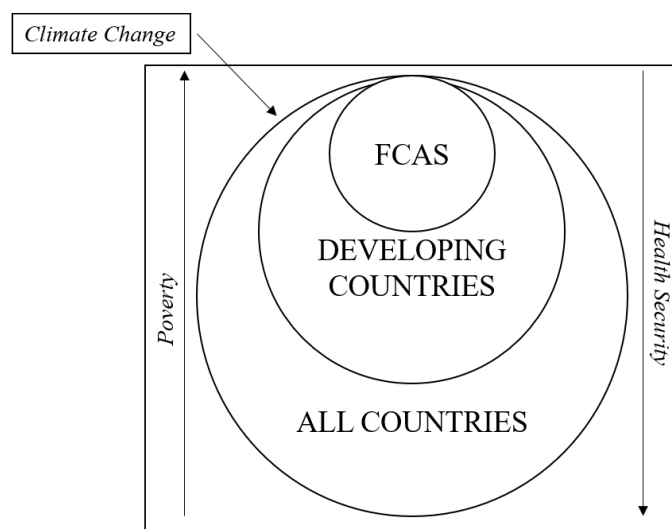 Climate Change
FCAS
DEVELOPING
COUNTRIES
Poverty
Health Security
ALL COUNTRIES